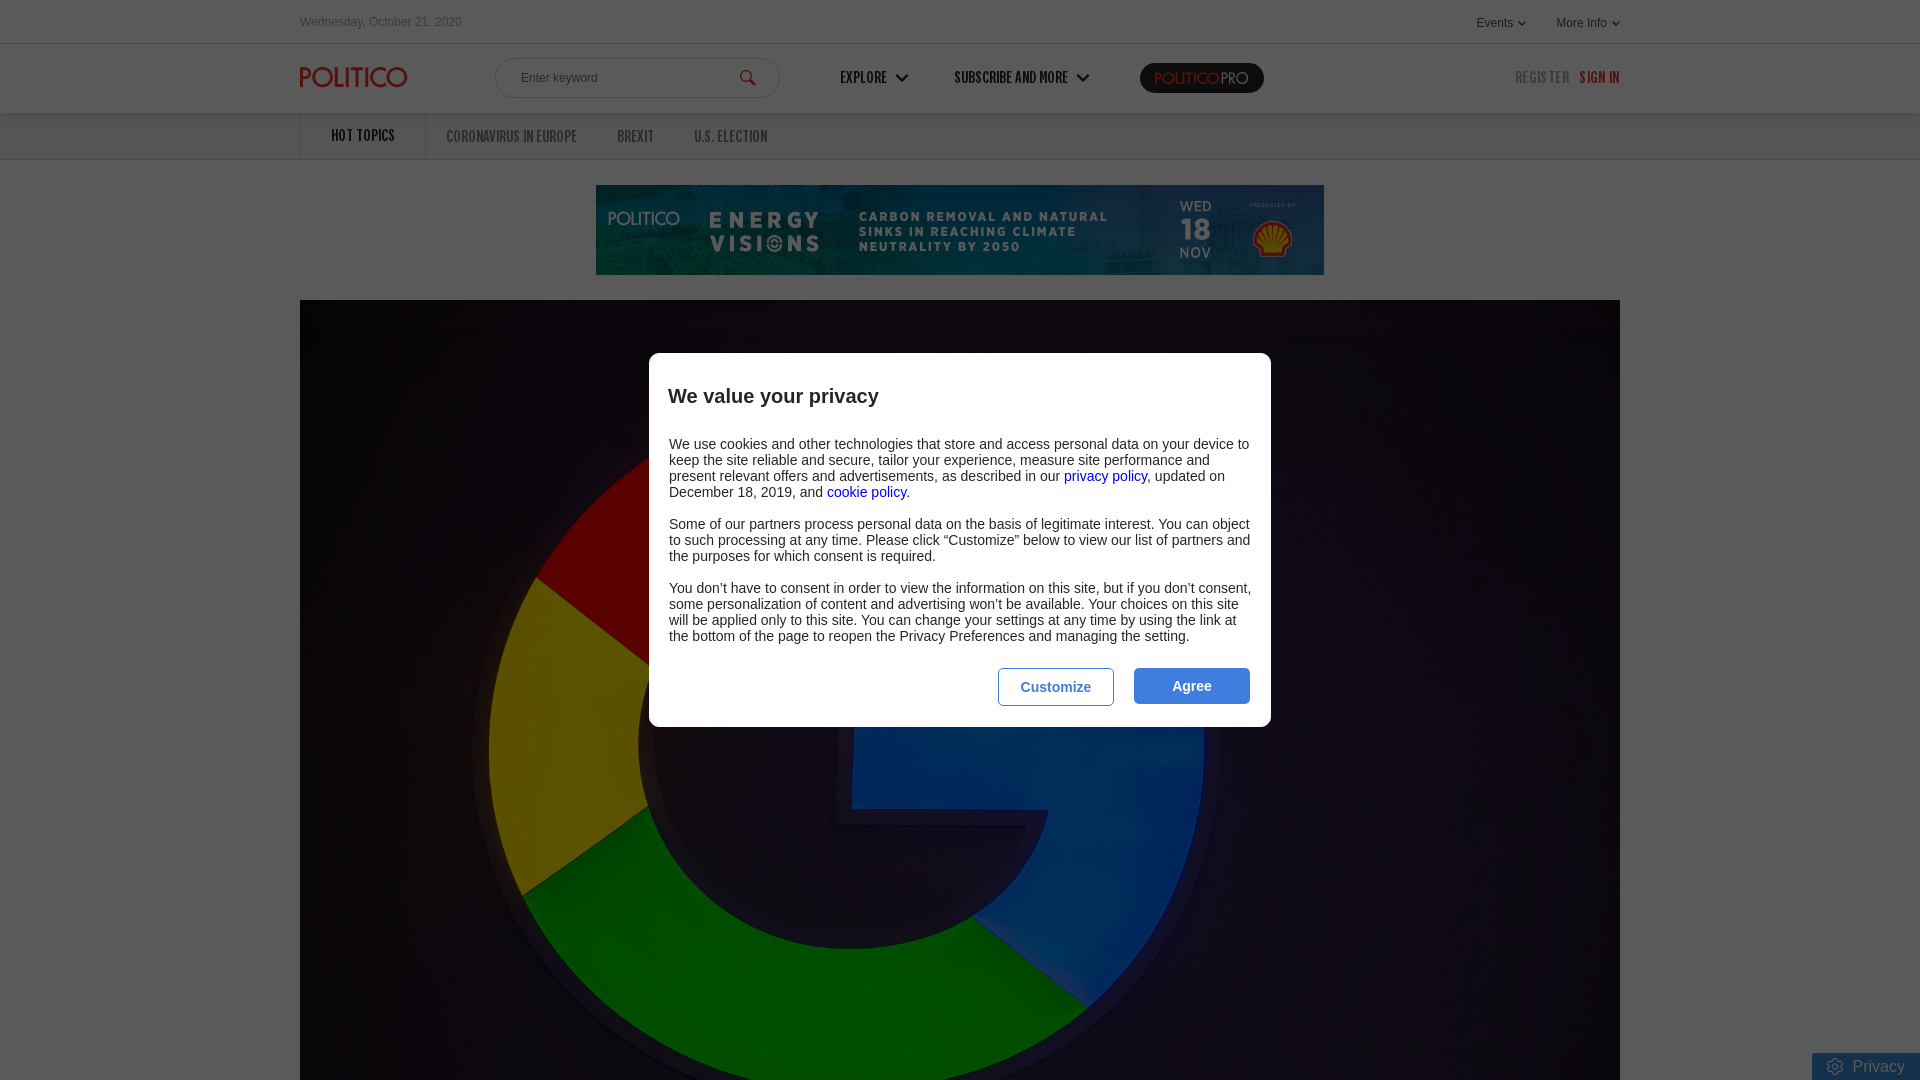 Wednesday, October 21, 2020
Events
More Info
POLITICO
Enter keyword
EXPLORE
SUBSCRIBE AND MORE
POLITICOPRO
REGISTER
SIGN IN
HOT TOPICS
CORONAVIRUS IN EUROPE
BREXIT
U.S. ELECTION
POLITICO
ENERGY
VISIONS
CARBON REMOVAL AND NATURAL
SINKS IN REACHING CLIMATE
NEUTRALITY BY 2050
WED
18
NOV
PRESENTED BY
We value your privacy
We use cookies and other technologies that store and access personal data on your device to
keep the site reliable and secure, tailor your experience, measure site performance and
present relevant offers and advertisements, as described in our privacy policy, updated on
December 18, 2019, and cookie policy.
Some of our partners process personal data on the basis of legitimate interest. You can object
to such processing at any time. Please click “Customize” below to view our list of partners and
the purposes for which consent is required.
You don’t have to consent in order to view the information on this site, but if you don’t consent,
some personalization of content and advertising won’t be available. Your choices on this site
will be applied only to this site. You can change your settings at any time by using the link at
the bottom of the page to reopen the Privacy Preferences and managing the setting.
Customize
Agree
Privacy